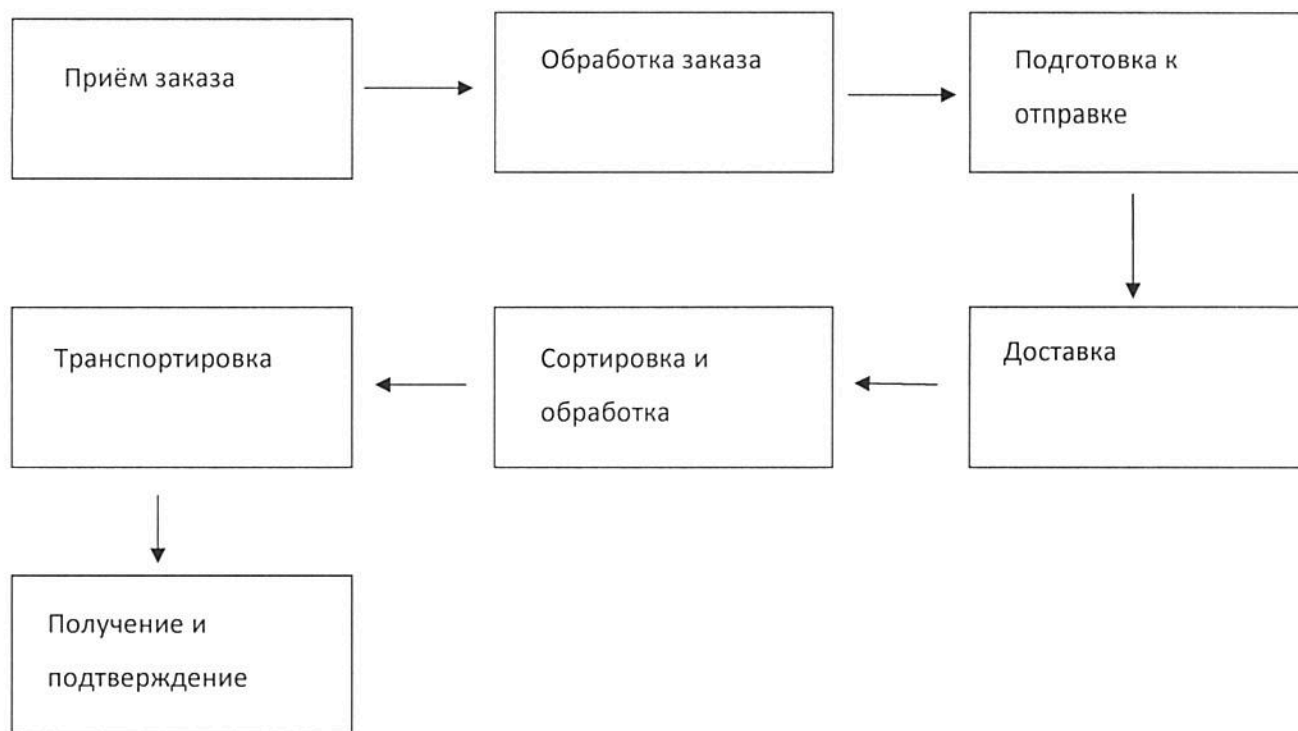 Приём заказа
Обработка заказа
Подготовка к
отправке
Доставка
Сортировка и
обработка
Транспортировка
Получение и
подтверждение